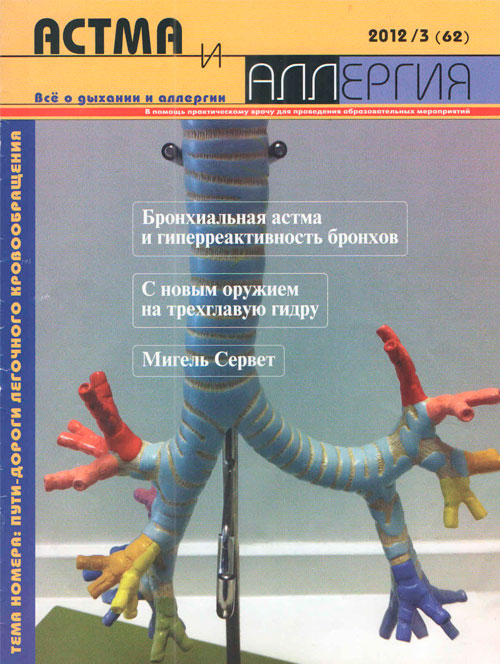 АСТМА
2012/3 (62)
И
АЛЛЕРГИЯ
Всё о дыхании и аллергии
В помощь практическому врачу для проведения образовательных мероприятий
ТЕМА НОМЕРА: ПУТИ-ДОРОГИ ЛЕГОЧНОГО КРОВООБРАЩЕНИЯ
Бронхиальная астма
и гиперреактивность бронхов
С новым оружием
на трехглавую гидру
Мигель Сервет